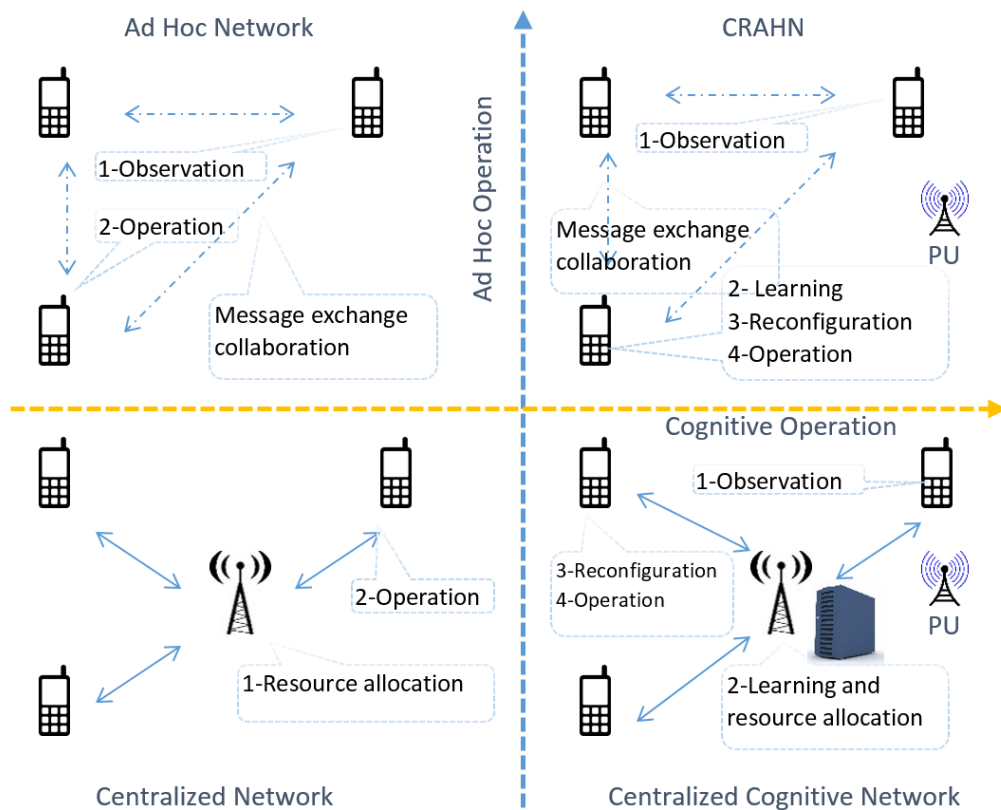 Ad Hoc Network
1-Observation
2-Operation
Message exchange
collaboration
Ad Hoc Operation
CRAHN
1-Observation
Message exchange
collaboration
PU
2- Learning
3-Reconfiguration
4-Operation
Cognitive Operation
2-Operation
1-Resource allocation
Centralized Network
1-Observation
3-Reconfiguration
4-Operation
PU
2-Learning and
resource allocation
Centralized Cognitive Network